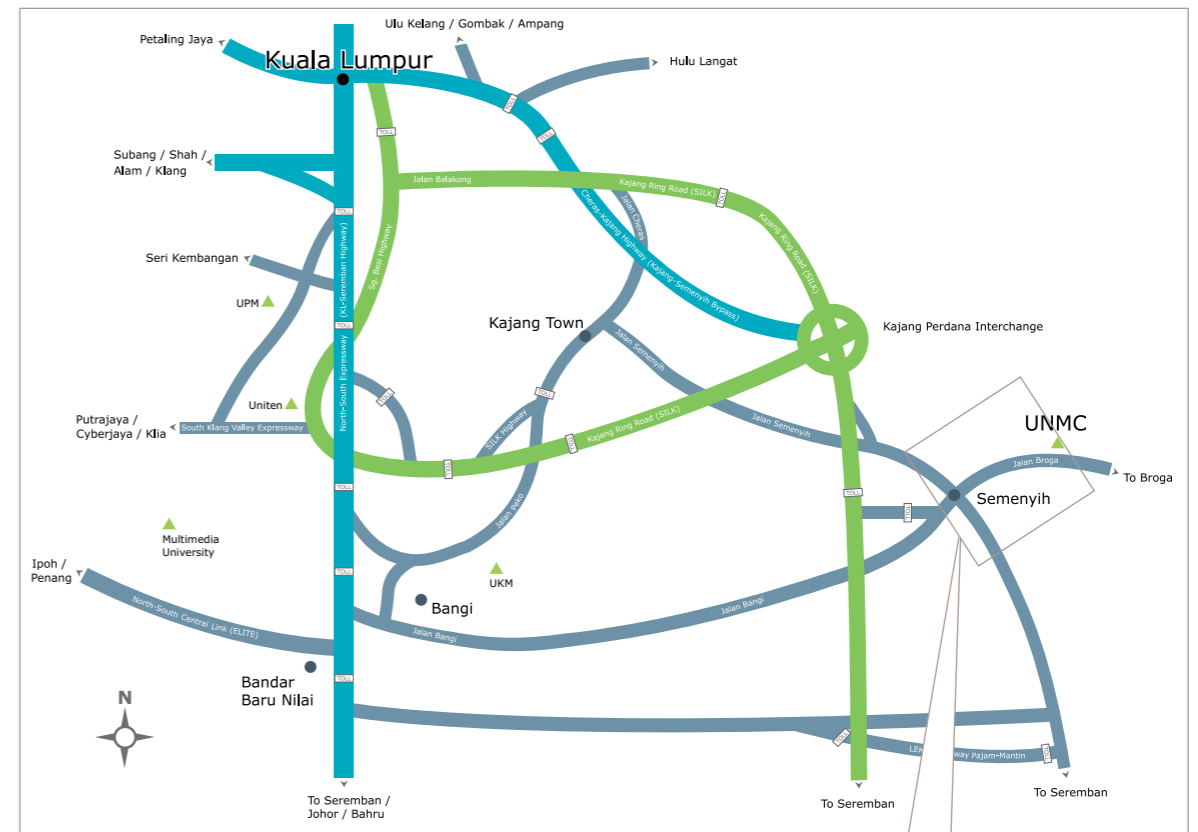 Ulu Kelang / Gombak / Ampang
Petaling Jaya
Kuala Lumpur
Hulu Langat
TOLL
TOLL
TOLL
Subang / Shah /
Alam / Klang
Jalan Balakong
Kajang Ring Road (SILK)
TOLL
Jalan Cheras
Cheras-Kajang Highway (Kajang-Semenyih Bypass)
Kajang Ring Road (SILK)
TOLL
(KL-Seremban Highway)
Sg. Besi Highway
Seri Kembangan
UPM
TOLL
Kajang Town
Kajang Perdana Interchange
Jalan Semenyih
North-South Expressway
TOLL
TOLL
Uniten
Putrajaya /
Cyberjaya / Klia
South Klang Valley Expressway
SILK Highway
Kajang Ring Road (SILK)
TOLL
TOLL
Jalan Semenyih
UNMC
Jalan Broga
To Broga
TOLL
TOLL
TOLL
Semenyih
Jalan Peko
Multimedia
University
Ipoh /
Penang
TOLL
UKM
Bangi
North-South Central Link (ELITE)
Jalan Bangi
Jalan Bangi
TOLL
Bandar
Baru Nilai
N
TOLL
TOLL
LEK
way Pajam-Mantin
To Seremban /
Johor / Bahru
To Seremban
To Seremban